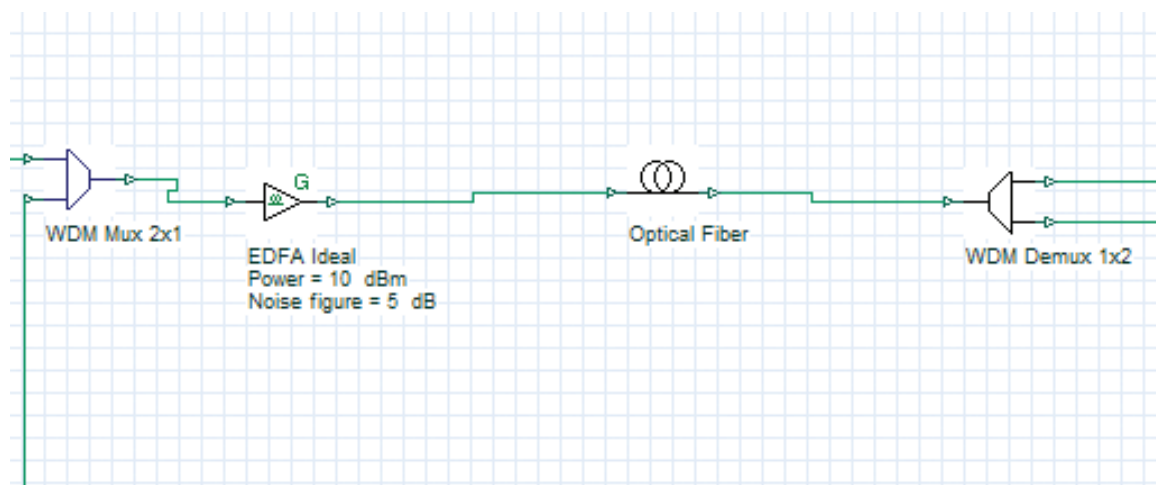 WDM Mux 2x1
G
EDFA Ideal
Power = 10 dBm
Noise figure = 5 dB
Optical Fiber
WDM Demux 1x2